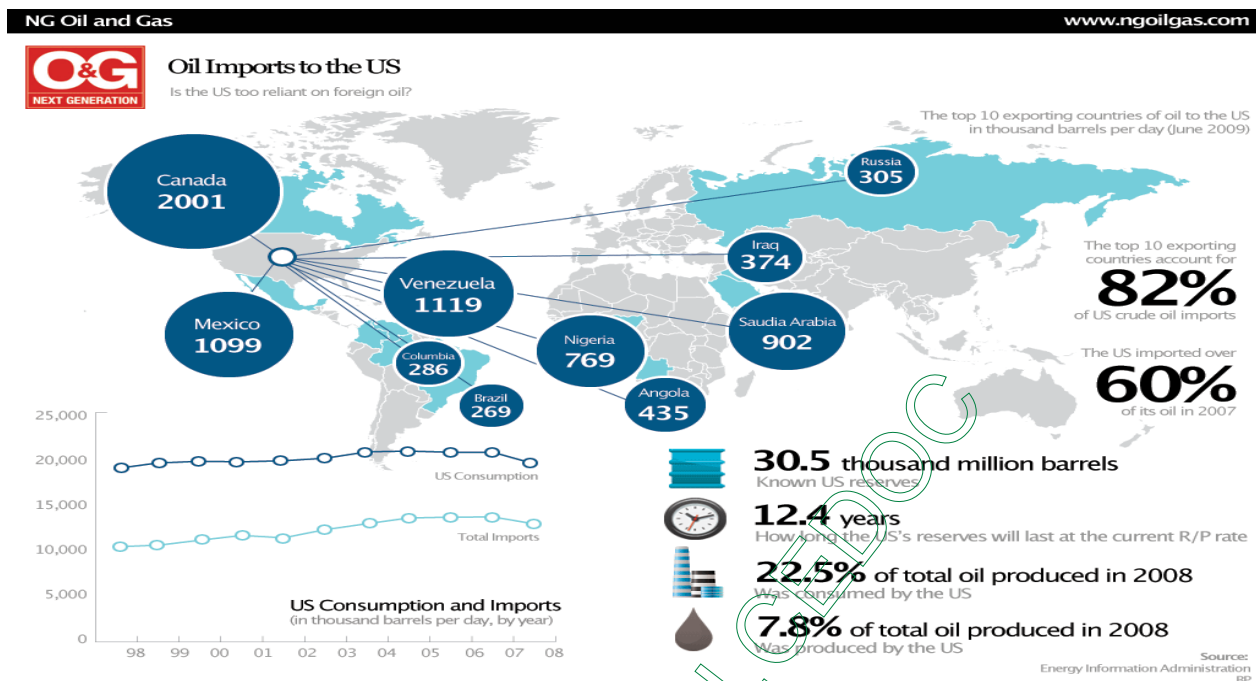 NG Oil and Gas
www.ngoilgas.com
O&G
NEXT GENERATION
Oil Imports to the US
Is the US too reliant on foreign oil?
The top 10 exporting countries of oil to the US
in thousand barrels per day (June 2009)
Canada
2001
Russia
305
Iraq
374
Venezuela
1119
Mexico
1099
Saudia Arabia
902
Nigeria
769
Columbia
286
Brazil
269
Angola
435
The top 10 exporting
countries account for
82%
of US crude oil imports
The US imported over
60%
of its oil in 2007
25,000
20,000
15,000
10,000
5,000
0
US Consumption
Total Imports
US Consumption and Imports
(in thousand barrels per day, by year)
98 99 00 01 02 03 04 05 06 07 08
30.5 thousand million barrels
Known US reserves
12.4 years
How long the US's reserves will last at the current R/P rate
22.5% of total oil produced in 2008
Was consumed by the US
7.8% of total oil produced in 2008
Was produced by the US
Source:
Energy Information Administration
BP